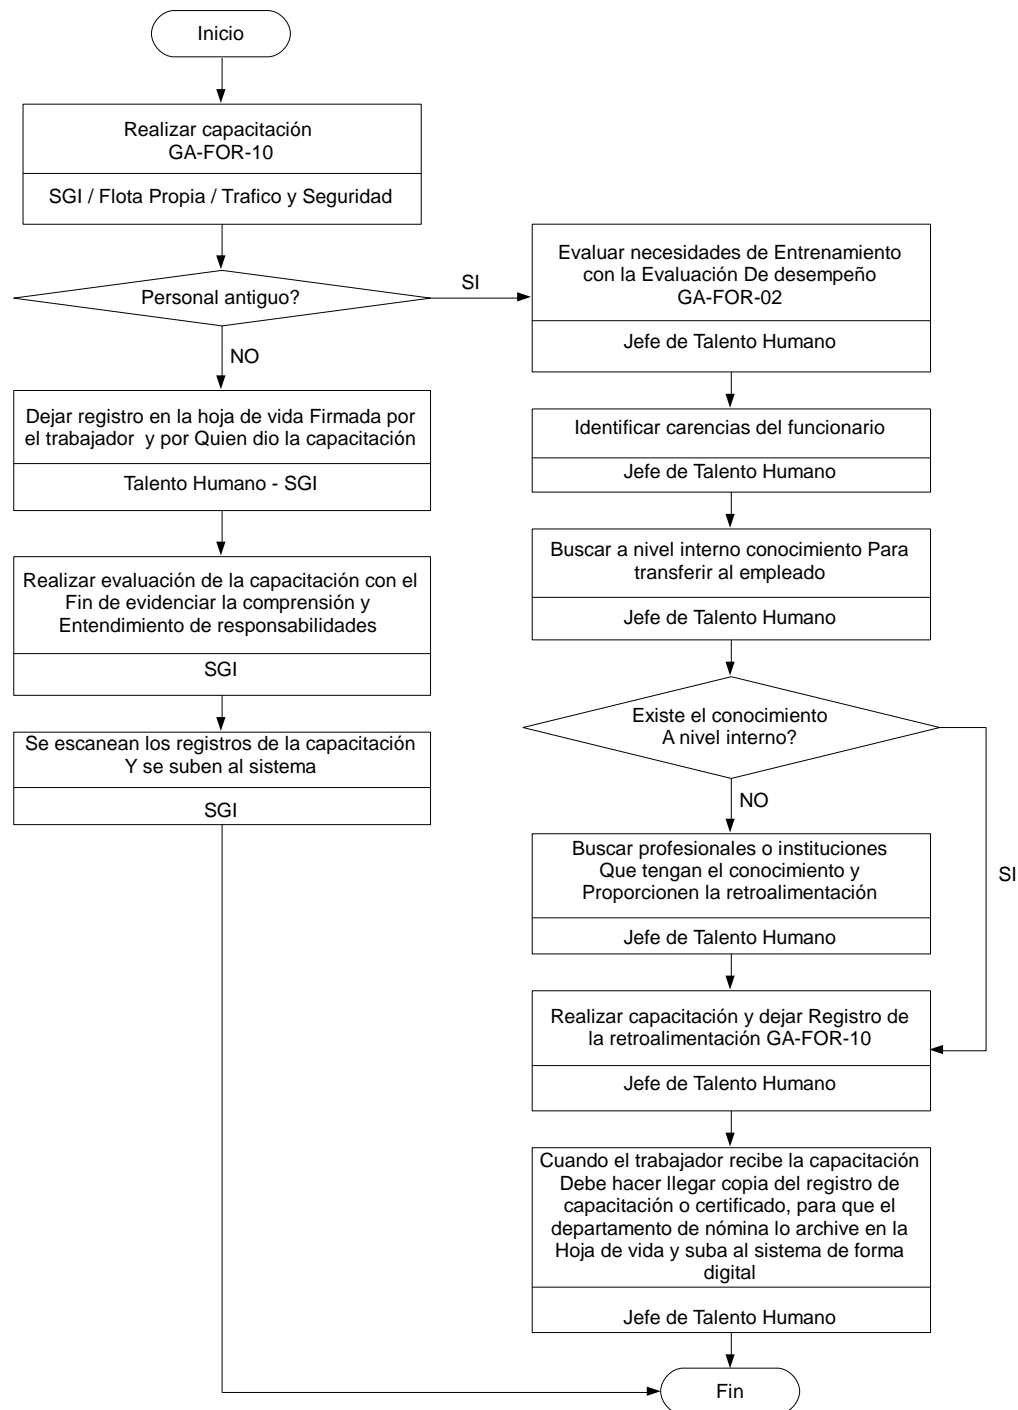 Inicio
Realizar capacitación
GA-FOR-10
SGI / Flota Propia / Trafico y Seguridad
Personal antiguo?
SI
NO
Dejar registro en la hoja de vida Firmada por
el trabajador y por Quien dio la capacitación
Talento Humano - SGI
Realizar evaluación de la capacitación con el
Fin de evidenciar la comprensión y
Entendimiento de responsabilidades
SGI
Se escanean los registros de la capacitación
Y se suben al sistema
SGI
Evaluar necesidades de Entrenamiento
con la Evaluación De desempeño
GA-FOR-02
Jefe de Talento Humano
Identificar carencias del funcionario
Jefe de Talento Humano
Buscar a nivel interno conocimiento Para
transferir al empleado
Jefe de Talento Humano
Existe el conocimiento
A nivel interno?
NO
SI
Buscar profesionales o instituciones
Que tengan el conocimiento y
Proporcionen la retroalimentación
Jefe de Talento Humano
Realizar capacitación y dejar Registro de
la retroalimentación GA-FOR-10
Jefe de Talento Humano
Cuando el trabajador recibe la capacitación
Debe hacer llegar copia del registro de
capacitación o certificado, para que el
departamento de nómina lo archive en la
Hoja de vida y suba al sistema de forma
digital
Jefe de Talento Humano
Fin